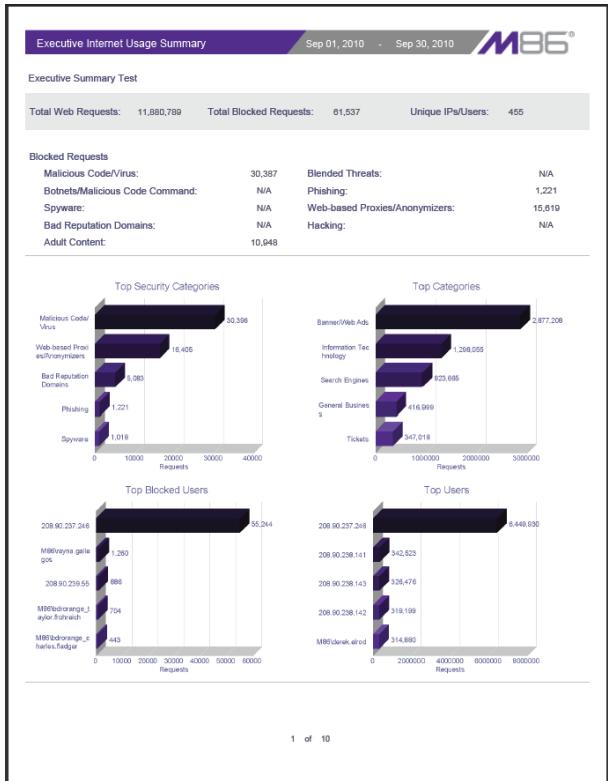 Executive Internet Usage Summary
Sep 01, 2010 - Sep 30, 2010
M86®
Executive Summary Test
Total Web Requests: 11,880,789 Total Blocked Requests: 61,537 Unique IPs/Users: 455
Blocked Requests
Malicious Code/Virus: 30,387 Blended Threats: N/A
Botnets/Malicious Code Command: N/A Phishing: 1,221
Spyware: N/A Web-based Proxies/Anonymizers: 15,619
Bad Reputation Domains: N/A Hacking: N/A
Adult Content: 10,948
Top Security Categories
Malicious Code/
Virus
30,396
Web-based Proxi
es/Anonymizers
16,405
Bad Reputation
Domains
5,083
Phishing
1,221
Spyware
1,018
0 10000 20000 30000 40000
Requests
Top Categories
Banner/Web Ads
2,877,208
Information Tec
hnology
1,298,055
Search Engines
923,665
General Busines
s
416,999
Tickets
347,018
0 1000000 2000000 3000000
Requests
Top Blocked Users
208.90.237.246
55,244
M86\rayna.galle
gos
1,260
208.90.239.55
886
M86\bdrorange_t
aylor.frohreich
704
M86\bdrorange_c
harles.fladger
443
0 10000 20000 30000 40000 50000 60000
Requests
Top Users
208.90.237.246
6,449,930
208.90.238.141
342,523
208.90.238.143
326,476
208.90.238.142
319,199
M86\derek.elrod
314,880
0 2000000 4000000 6000000 8000000
Requests
1 of 10